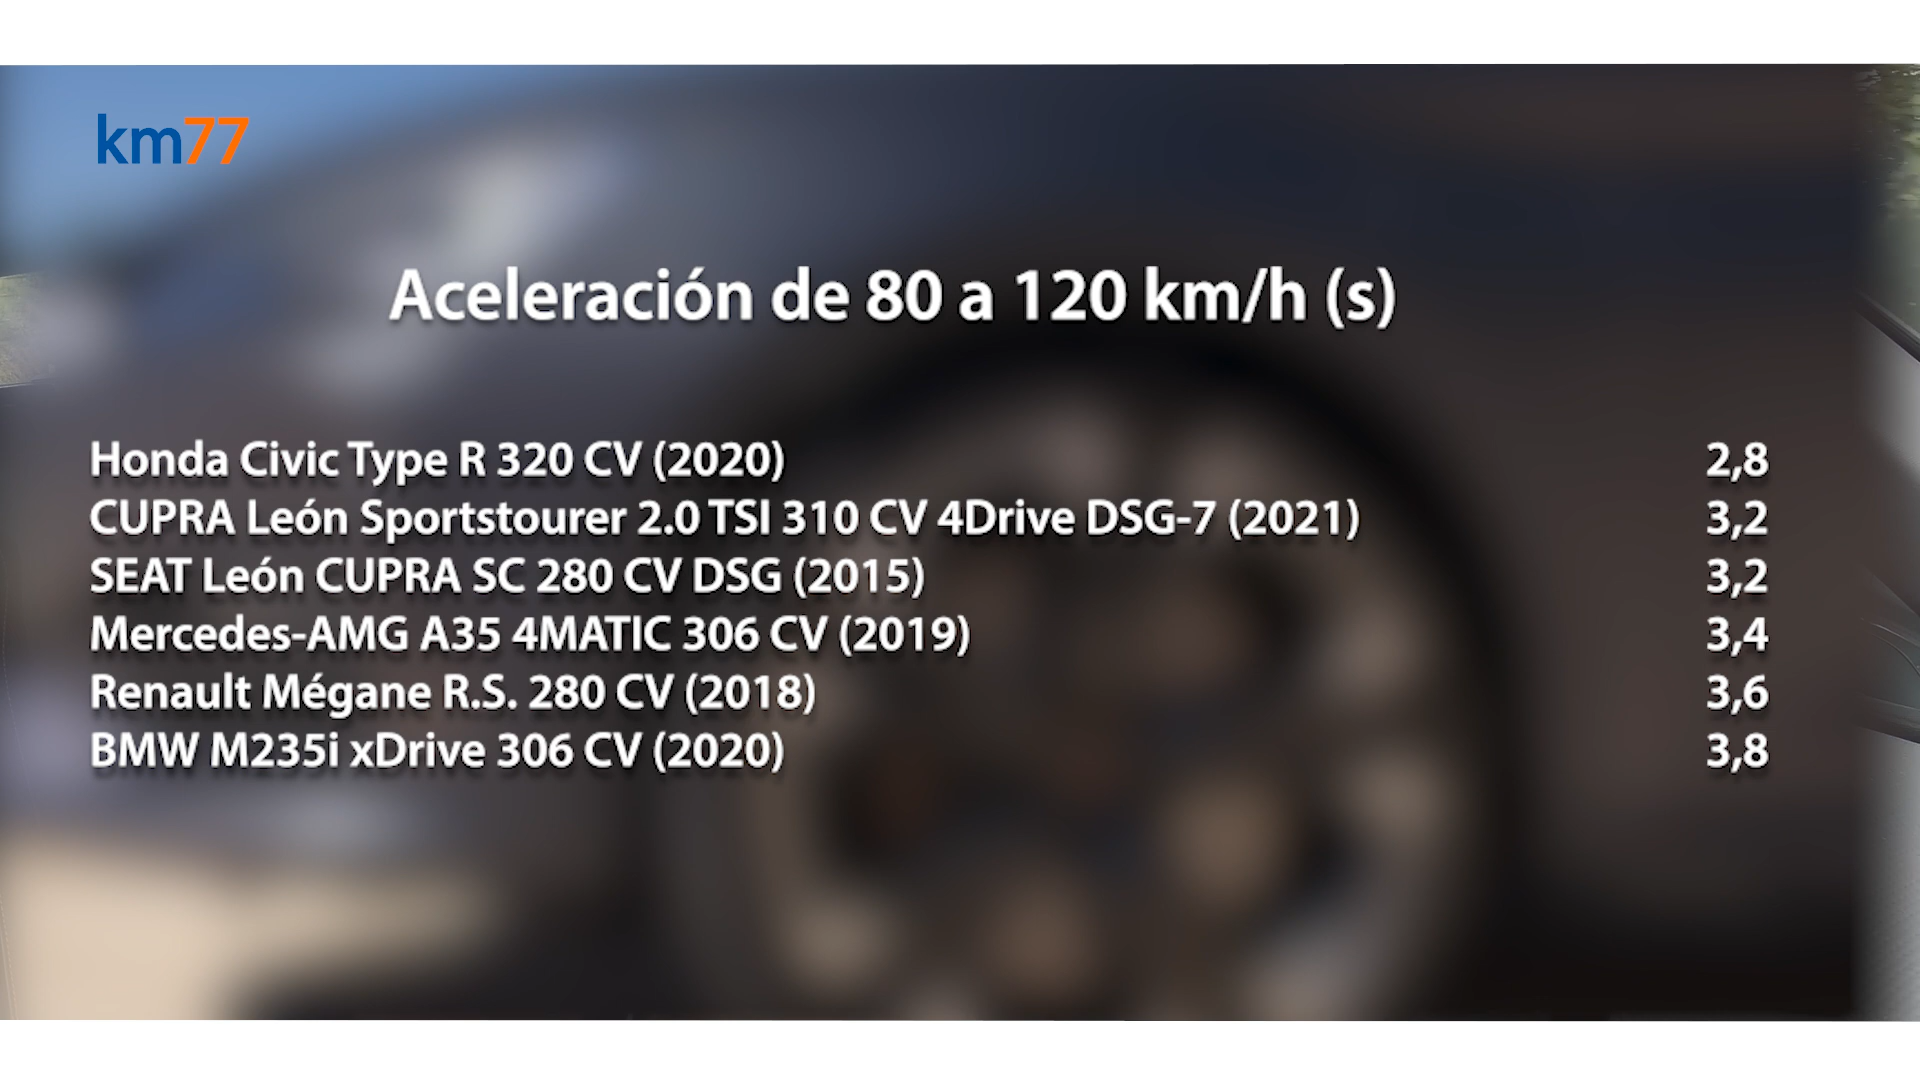 km77
Aceleración de 80 a 120 km/h (s)
Honda Civic Type R 320 CV (2020) 2,8
CUPRA León Sportstourer 2.0 TSI 310 CV 4Drive DSG-7 (2021) 3,2
SEAT León CUPRA SC 280 CV DSG (2015) 3,2
Mercedes-AMG A35 4MATIC 306 CV (2019) 3,4
Renault Mégane R.S. 280 CV (2018) 3,6
BMW M235i xDrive 306 CV (2020) 3,8